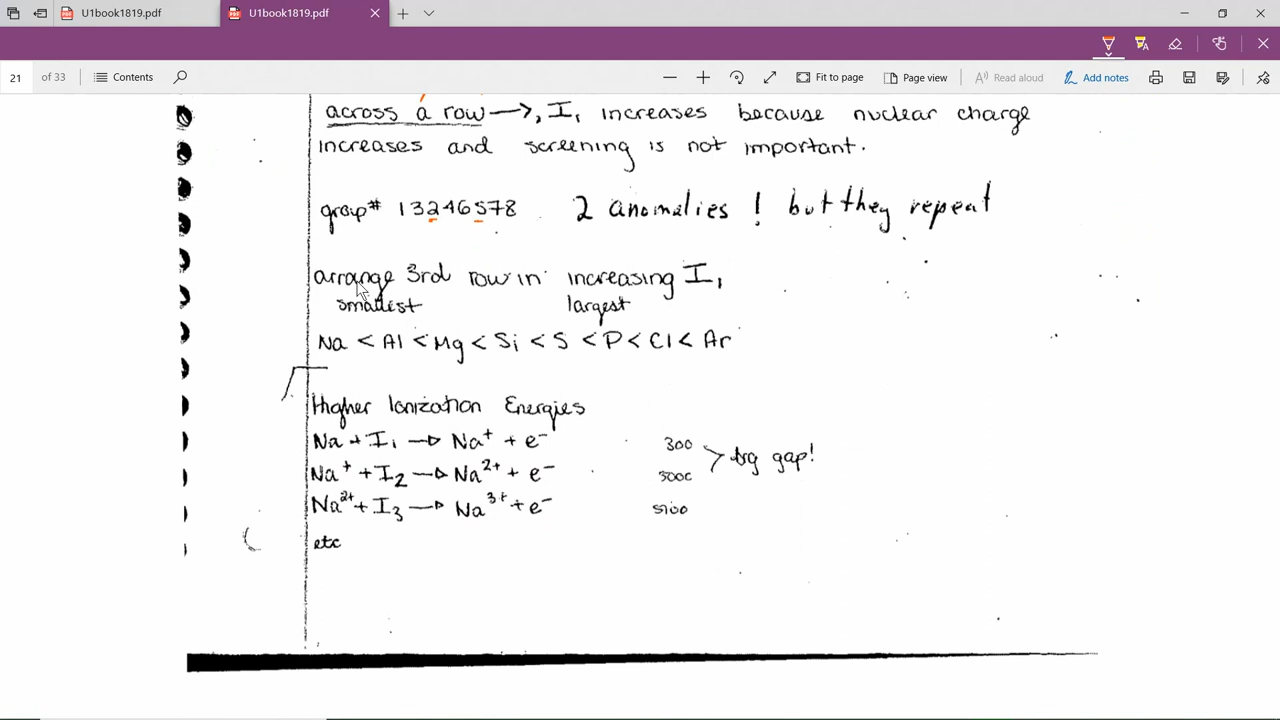 U1book1819.pdf
U1book1819.pdf
21 of 33 Contents Fit to page Page view Read aloud Add notes
across a row →, I₁ increases because nuclear charge
increases and screening is not important.
group# 13246578 2 anomalies ! but they repeat
arrange 3rd row in increasing I₁
smallest largest
Na < Al < Mg < Si < S < P < Cl < Ar
Higher Ionization Energies
Na + I₁ → Na⁺ + e⁻ 300
big gap!
Na⁺ + I₂ → Na²⁺ + e⁻
Na²⁺ + I₃ → Na³⁺ + e⁻ 5100
etc